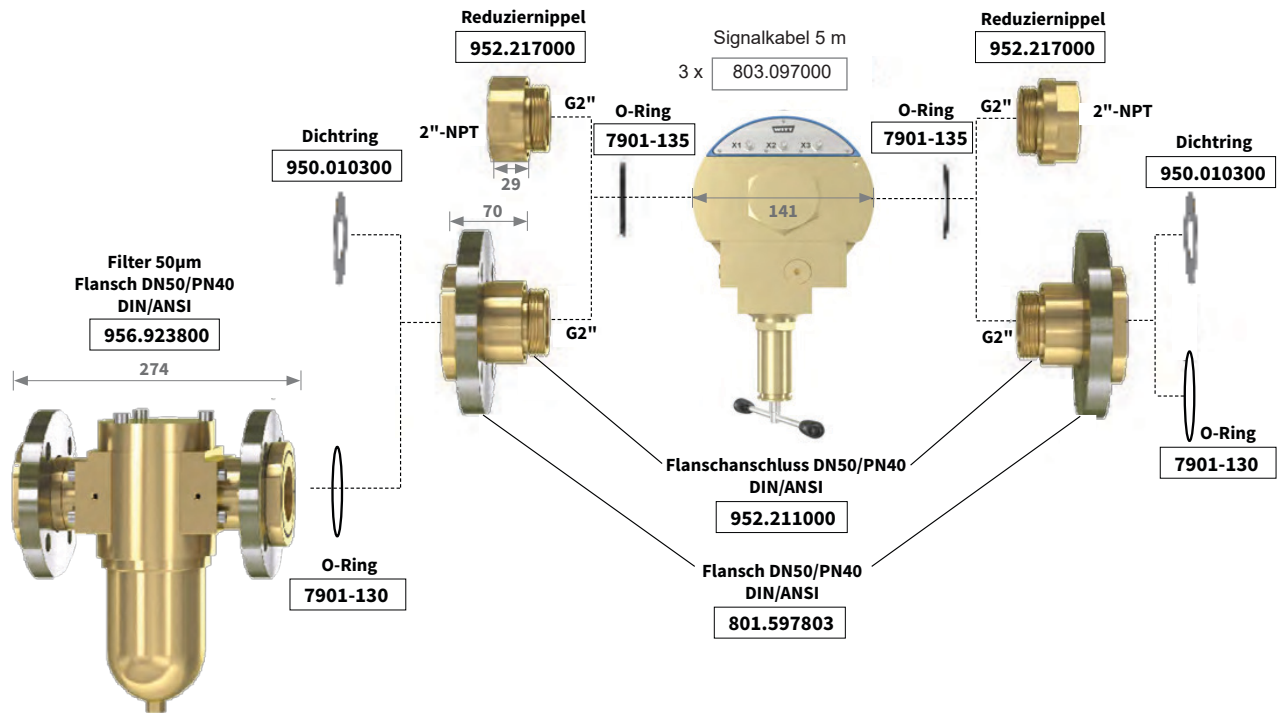 Reduziernippel
952.217000
Signalkabel 5 m
3 x 803.097000
Reduziernippel
952.217000
G2"
2"-NPT
O-Ring
7901-135
O-Ring
7901-135
G2"
2"-NPT
Dichtring
950.010300
WITT
X1 X2 X3
Dichtring
950.010300
29
70
141
Filter 50µm
Flansch DN50/PN40
DIN/ANSI
956.923800
274
G2"
G2"
O-Ring
7901-130
Flanschanschluss DN50/PN40
DIN/ANSI
952.211000
O-Ring
7901-130
Flansch DN50/PN40
DIN/ANSI
801.597803